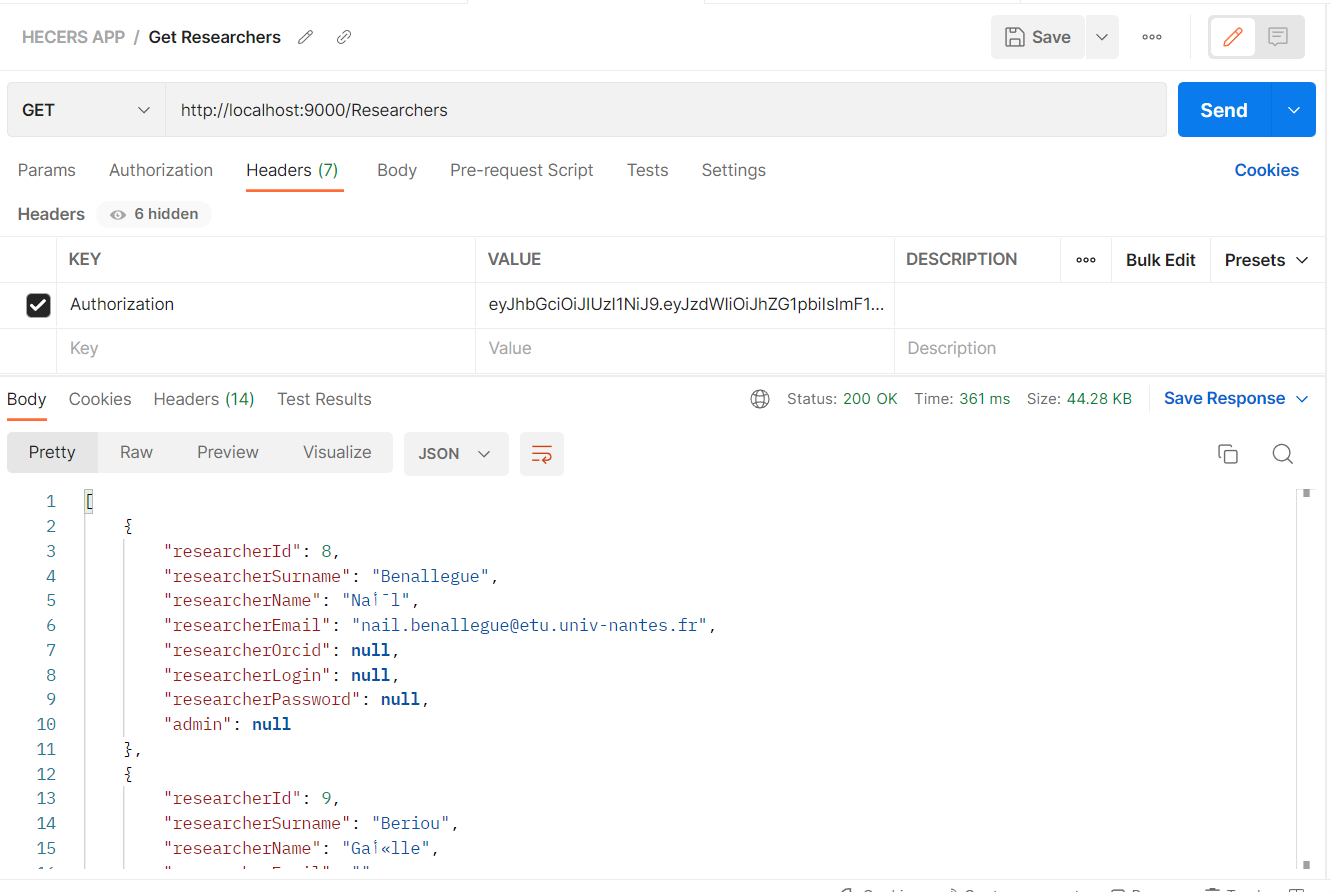 HECERS APP / Get Researchers
Save
GET http://localhost:9000/Researchers Send
Params Authorization Headers (7) Body Pre-request Script Tests Settings Cookies
Headers 6 hidden
KEY VALUE DESCRIPTION Bulk Edit Presets
Authorization eyJhbGciOiJIUzI1NiJ9.eyJzdWIiOiJhZG1pbiIsImF1...
Key Value Description
Body Cookies Headers (14) Test Results Status: 200 OK Time: 361 ms Size: 44.28 KB Save Response
Pretty Raw Preview Visualize JSON
1 [
2 {
3 "researcherId": 8,
4 "researcherSurname": "Benallegue",
5 "researcherName": "Naﺃ¯l",
6 "researcherEmail": "nail.benallegue@etu.univ-nantes.fr",
7 "researcherOrcid": null,
8 "researcherLogin": null,
9 "researcherPassword": null,
10 "admin": null
11 },
12 {
13 "researcherId": 9,
14 "researcherSurname": "Beriou",
15 "researcherName": "Gaﺃ«lle",